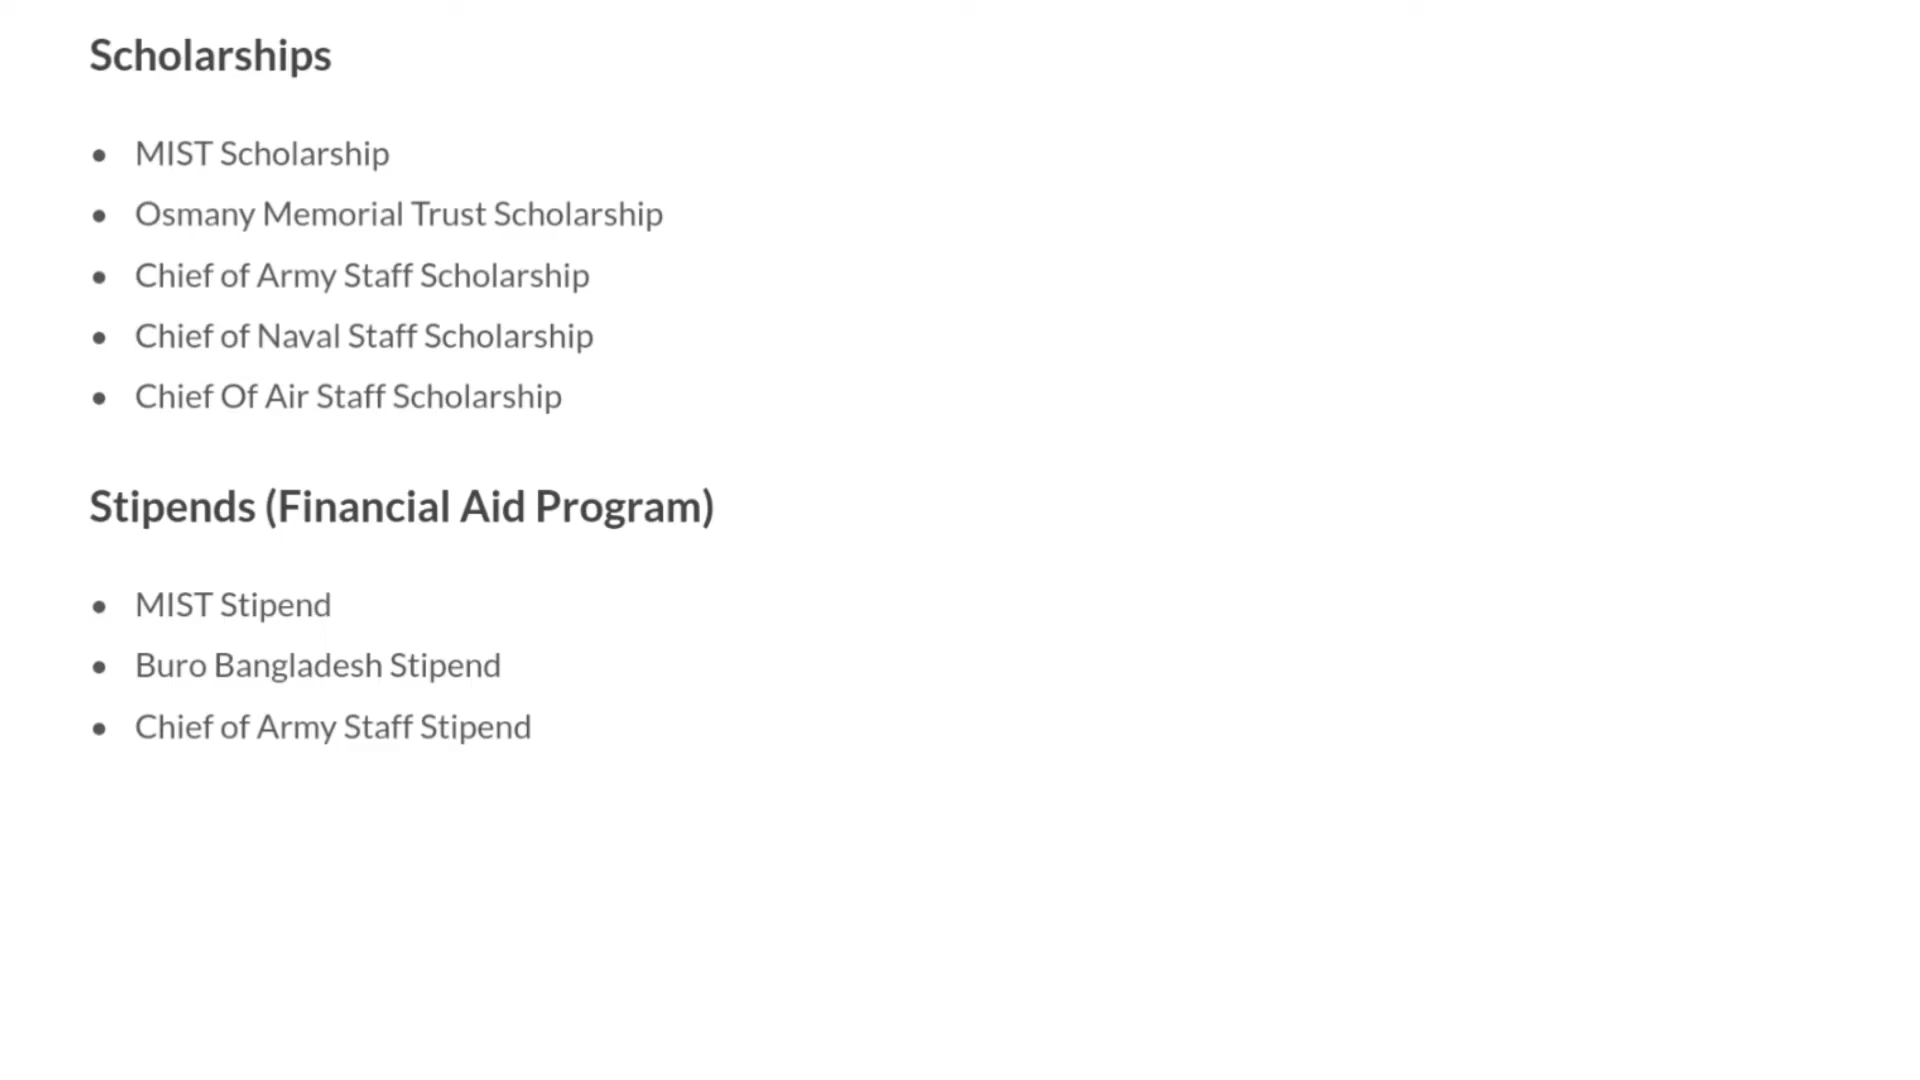 Scholarships
• MIST Scholarship
• Osmany Memorial Trust Scholarship
• Chief of Army Staff Scholarship
• Chief of Naval Staff Scholarship
• Chief Of Air Staff Scholarship
Stipends (Financial Aid Program)
• MIST Stipend
• Buro Bangladesh Stipend
• Chief of Army Staff Stipend